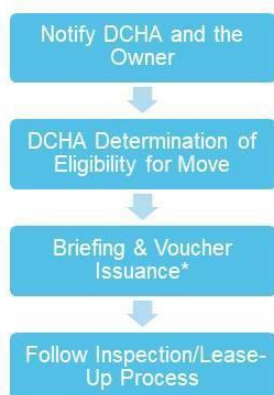 Notify DCHA and the
Owner
DCHA Determination of
Eligibility for Move
Briefing & Voucher
Issuance*
Follow Inspection/Lease-
Up Process